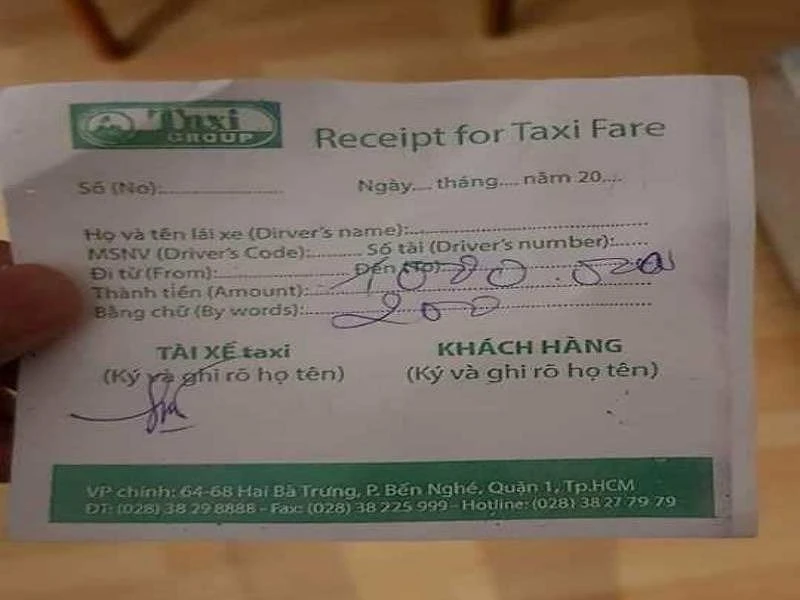 Taxi
GROUP
Receipt for Taxi Fare
Số (No):.................... Ngày.... tháng.... năm 20....
Họ và tên lái xe (Dirver's name):............................
MSNV (Driver's Code):......... Số tài (Driver's number):......
Đi từ (From):.................... Đến (To):
Thành tiền (Amount):
Bằng chữ (By words): 200
TÀI XẾ taxi KHÁCH HÀNG
(Ký và ghi rõ họ tên) (Ký và ghi rõ họ tên)
VP chính: 64-68 Hai Bà Trưng, P. Bến Nghé, Quận 1, Tp.HCM
ĐT: (028) 38 29 8888 - Fax: (028) 38 225 999 - Hotline: (028) 38 27 79 79